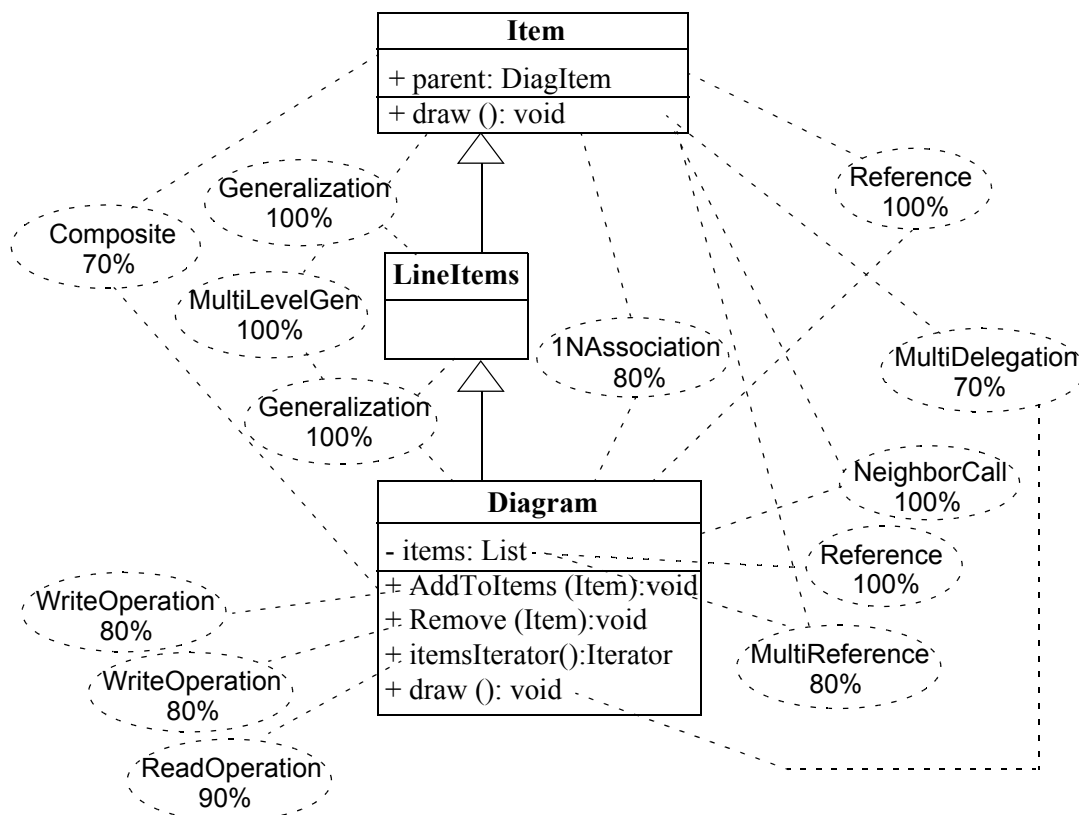 Item
+ parent: DiagItem
+ draw (): void
Generalization
100%
Reference
100%
Composite
70%
LineItems
MultiLevelGen
100%
1NAssociation
80%
MultiDelegation
70%
Generalization
100%
NeighborCall
100%
Diagram
- items: List
Reference
100%
+ AddToItems (Item):void
WriteOperation
80%
+ Remove (Item):void
+ itemsIterator():Iterator
MultiReference
80%
WriteOperation
80%
+ draw (): void
ReadOperation
90%